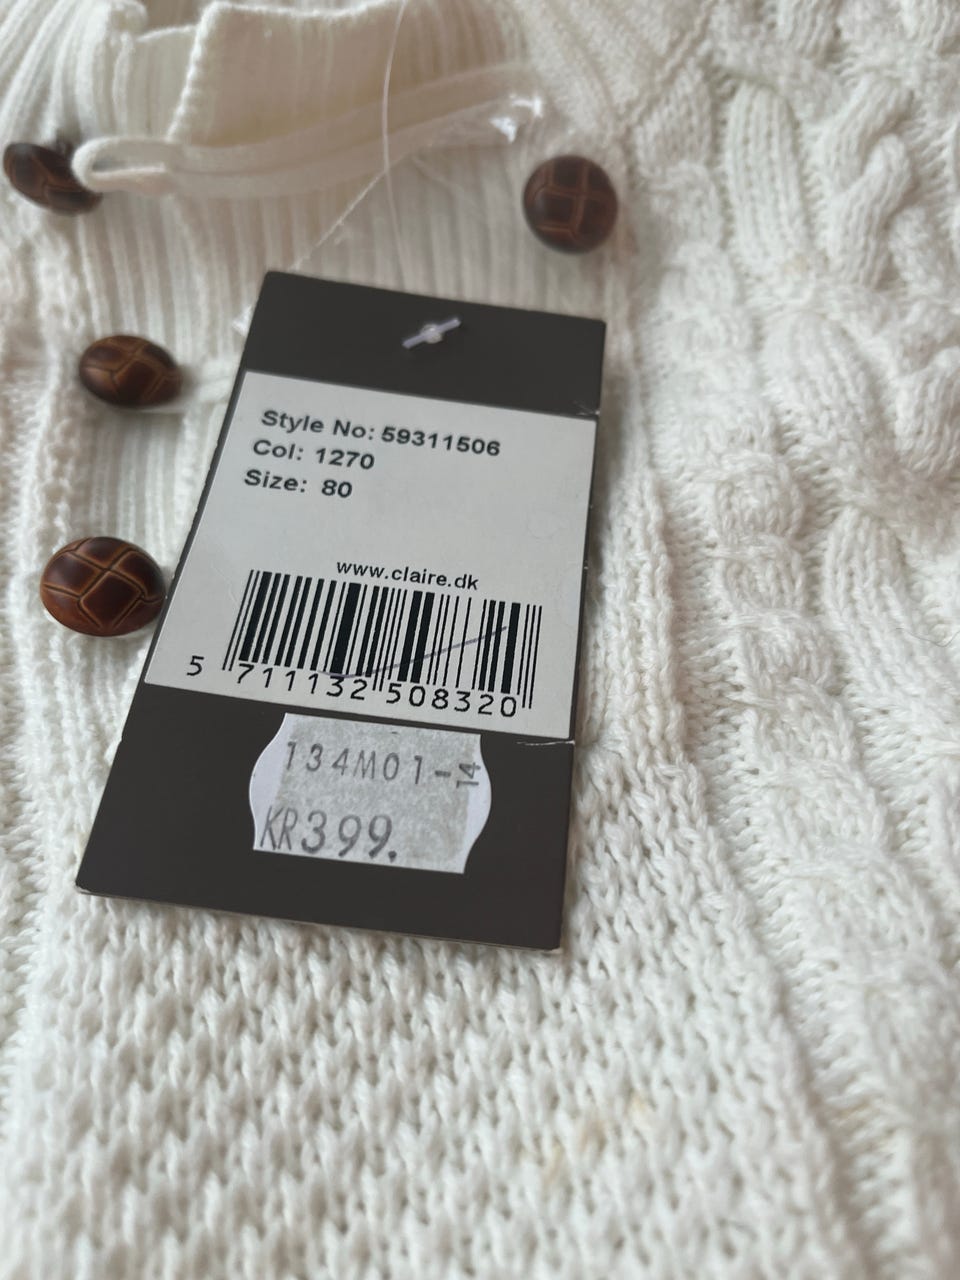 Style No: 59311506
Col: 1270
Size: 80
www.claire.dk
5 711132 508320
134M01-14
KR399.